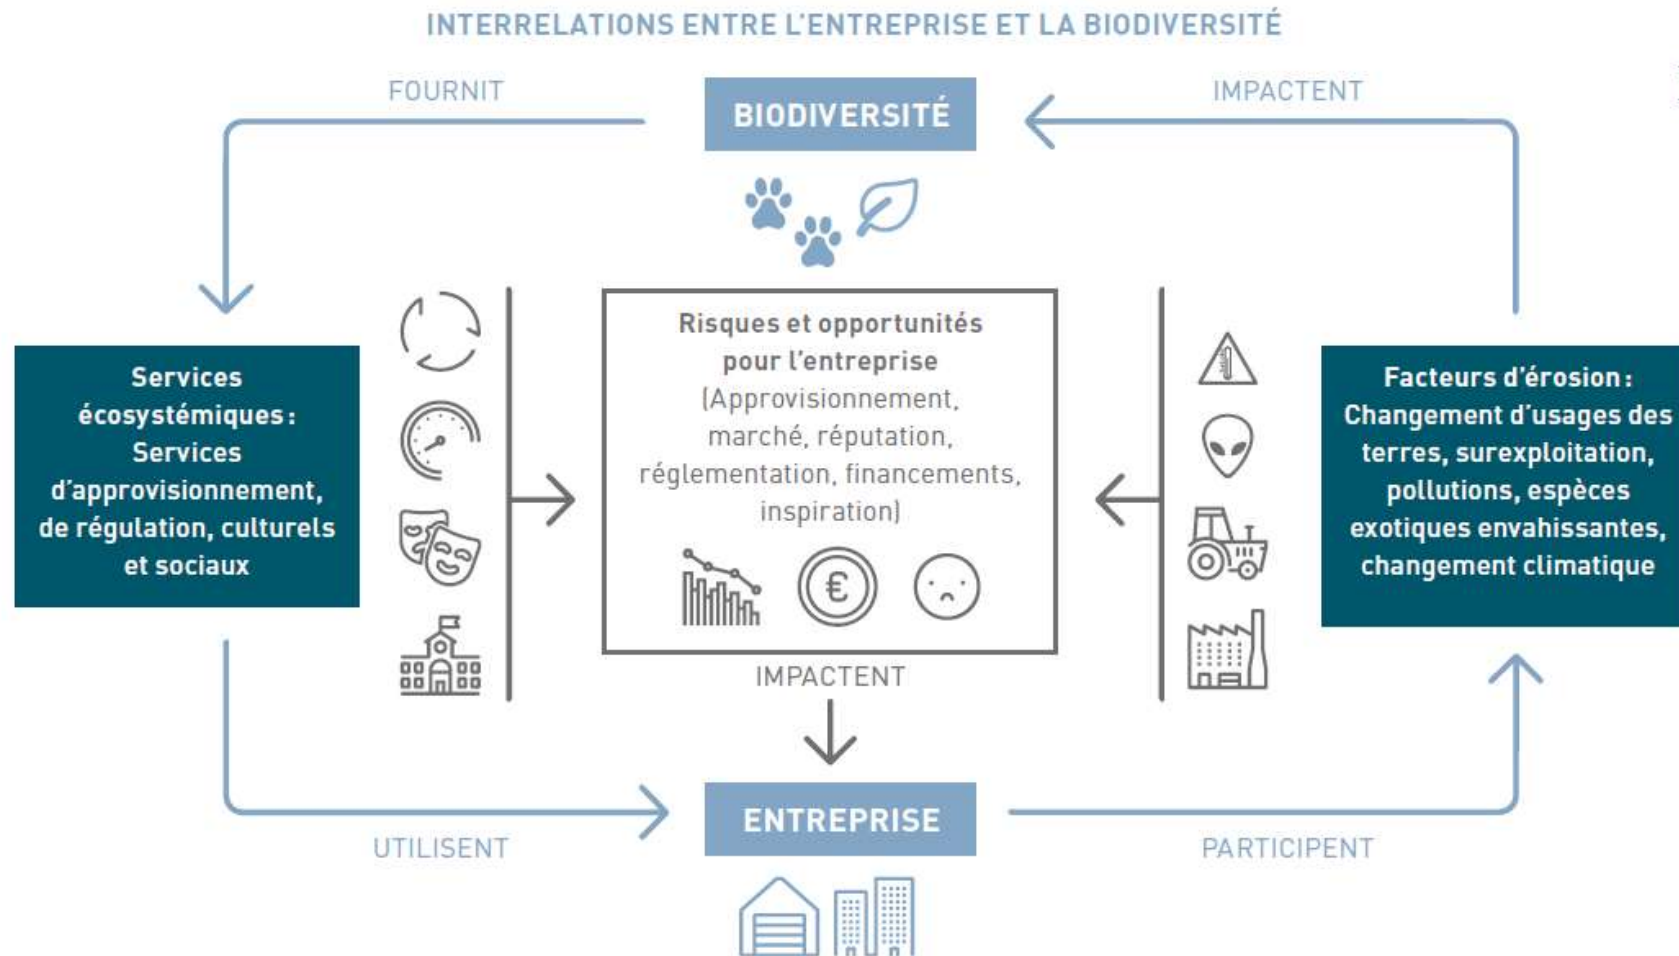 INTERRELATIONS ENTRE L'ENTREPRISE ET LA BIODIVERSITÉ
FOURNIT
BIODIVERSITÉ
IMPACTENT
Services
écosystémiques :
Services
d'approvisionnement,
de régulation, culturels
et sociaux
Risques et opportunités
pour l'entreprise
(Approvisionnement,
marché, réputation,
réglementation, financements,
inspiration)
€
IMPACTENT
Facteurs d'érosion :
Changement d'usages des
terres, surexploitation,
pollutions, espèces
exotiques envahissantes,
changement climatique
UTILISENT
ENTREPRISE
PARTICIPENT